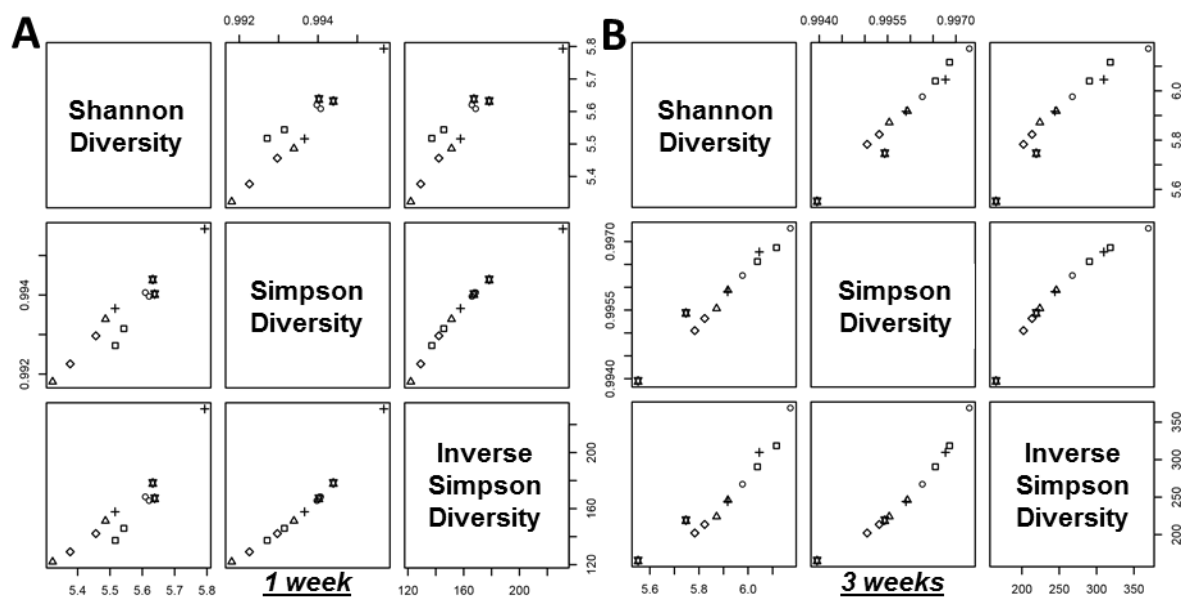 A
0.992 0.994
Shannon
Diversity
5.4 5.5 5.6 5.7 5.8
0.992 0.994
Simpson
Diversity
Inverse
Simpson
Diversity
120 160 200
5.4 5.5 5.6 5.7 5.8
1 week
120 160 200
B
0.9940 0.9955 0.9970
Shannon
Diversity
5.6 5.8 6.0
0.9940 0.9955 0.9970
Simpson
Diversity
Inverse
Simpson
Diversity
200 250 300 350
5.6 5.8 6.0
3 weeks
200 250 300 350